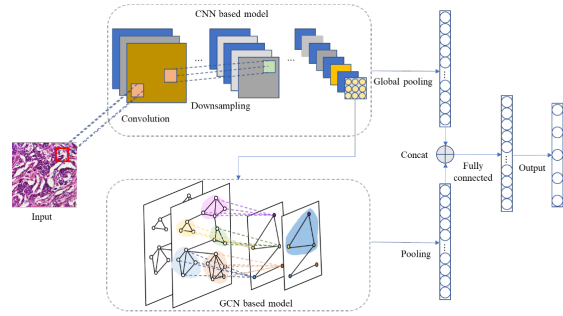 CNN based model
...
...
Global pooling
Downsampling
Convolution
Input
Concat
Fully
connected
Output
Pooling
GCN based model